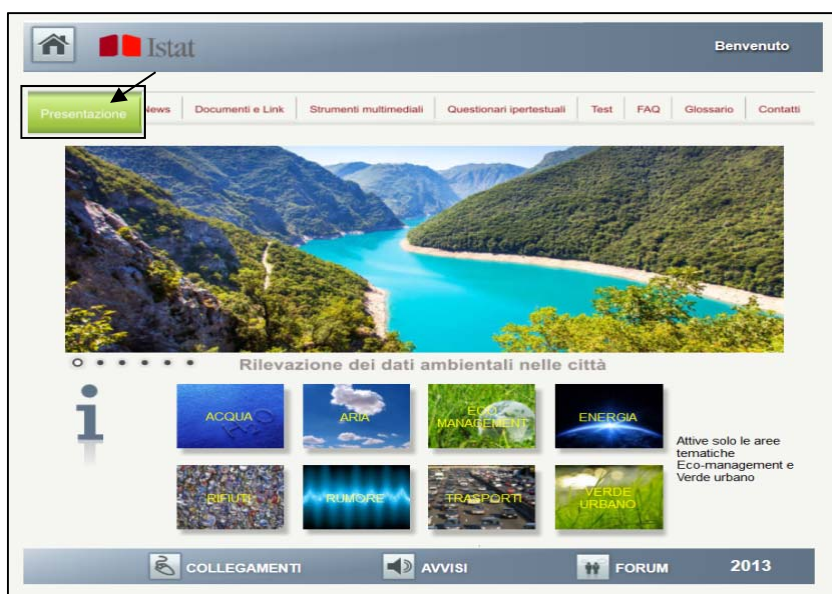 Istat
Benvenuto
Presentazione News Documenti e Link Strumenti multimediali Questionari ipertestuali Test FAQ Glossario Contatti
Rilevazione dei dati ambientali nelle città
i
ACQUA ARIA ECO MANAGEMENT ENERGIA
Attive solo le aree
tematiche
Eco-management e
Verde urbano
RIFIUTI RUMORE TRASPORTI VERDE URBANO
COLLEGAMENTI AVVISI FORUM 2013